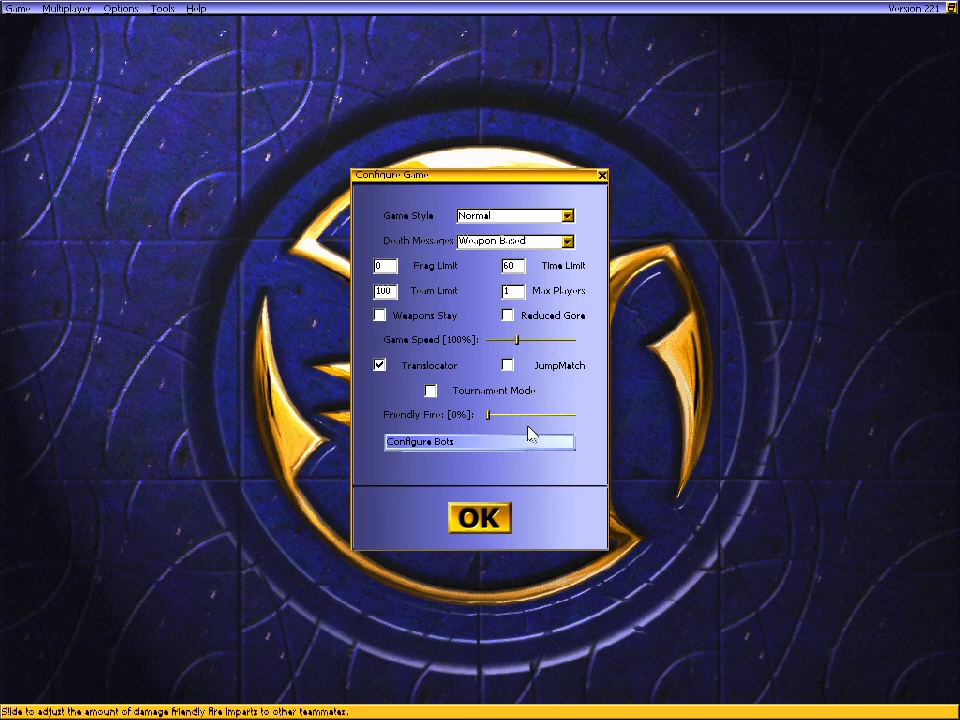 Game Multiplayer Options Tools Help Version 221
Configure Game
Game Style Normal
Death Messages Weapon Based
0 Frag Limit 60 Time Limit
100 Team Limit 1 Max Players
Weapons Stay Reduced Gore
Game Speed [100%]:
Translocator JumpMatch
Tournament Mode
Friendly Fire: [0%]:
Configure Bots
OK
Slide to adjust the amount of damage friendly fire imparts to other teammates.